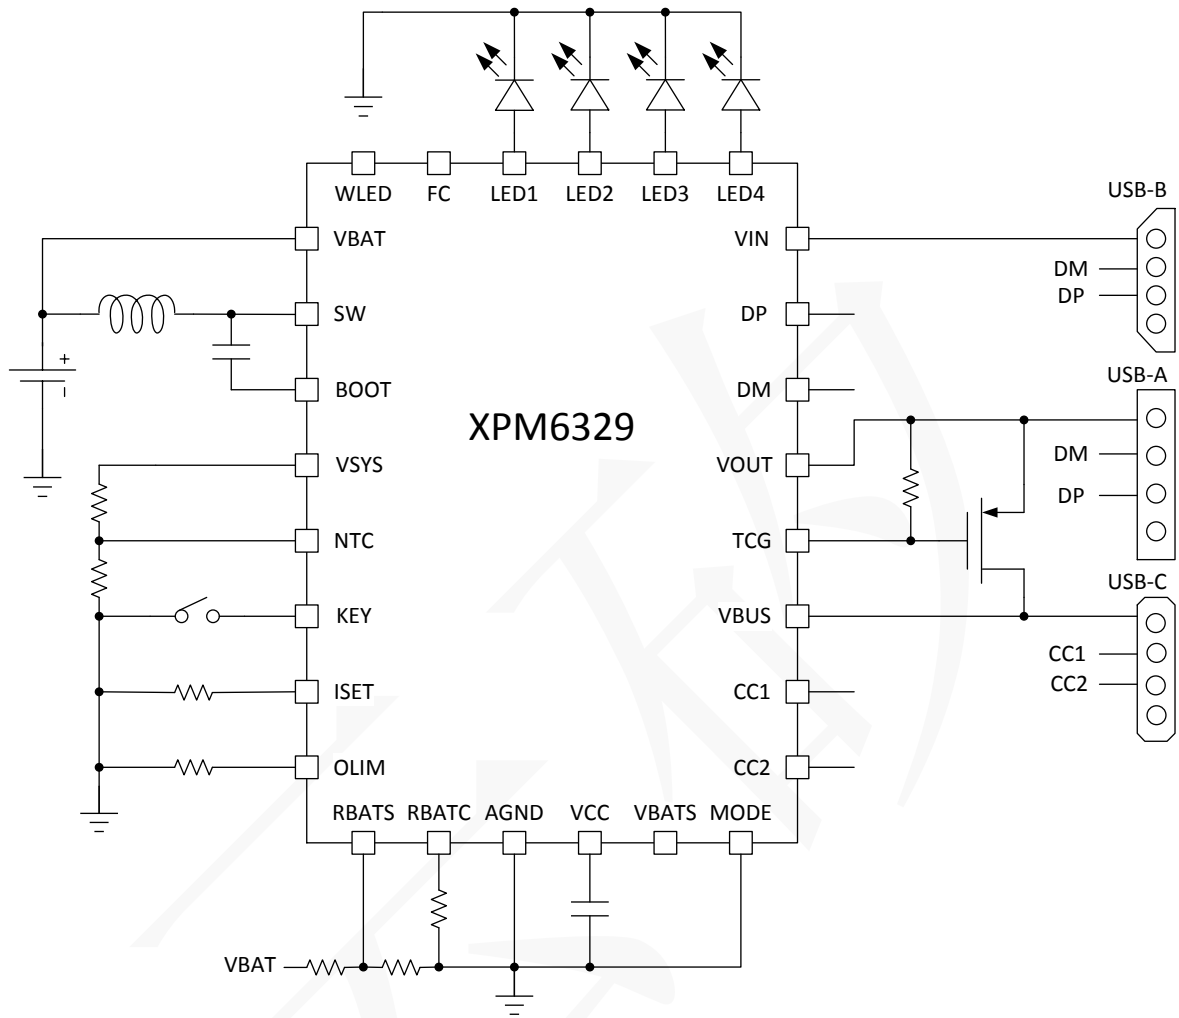 WLED FC LED1 LED2 LED3 LED4
USB-B
VBAT VIN
DM
DP
SW DP
+
−
BOOT DM
USB-A
XPM6329
VSYS VOUT
DM
DP
NTC TCG
USB-C
KEY VBUS
CC1
CC2
ISET CC1
OLIM CC2
RBATS RBATC AGND VCC VBATS MODE
VBAT